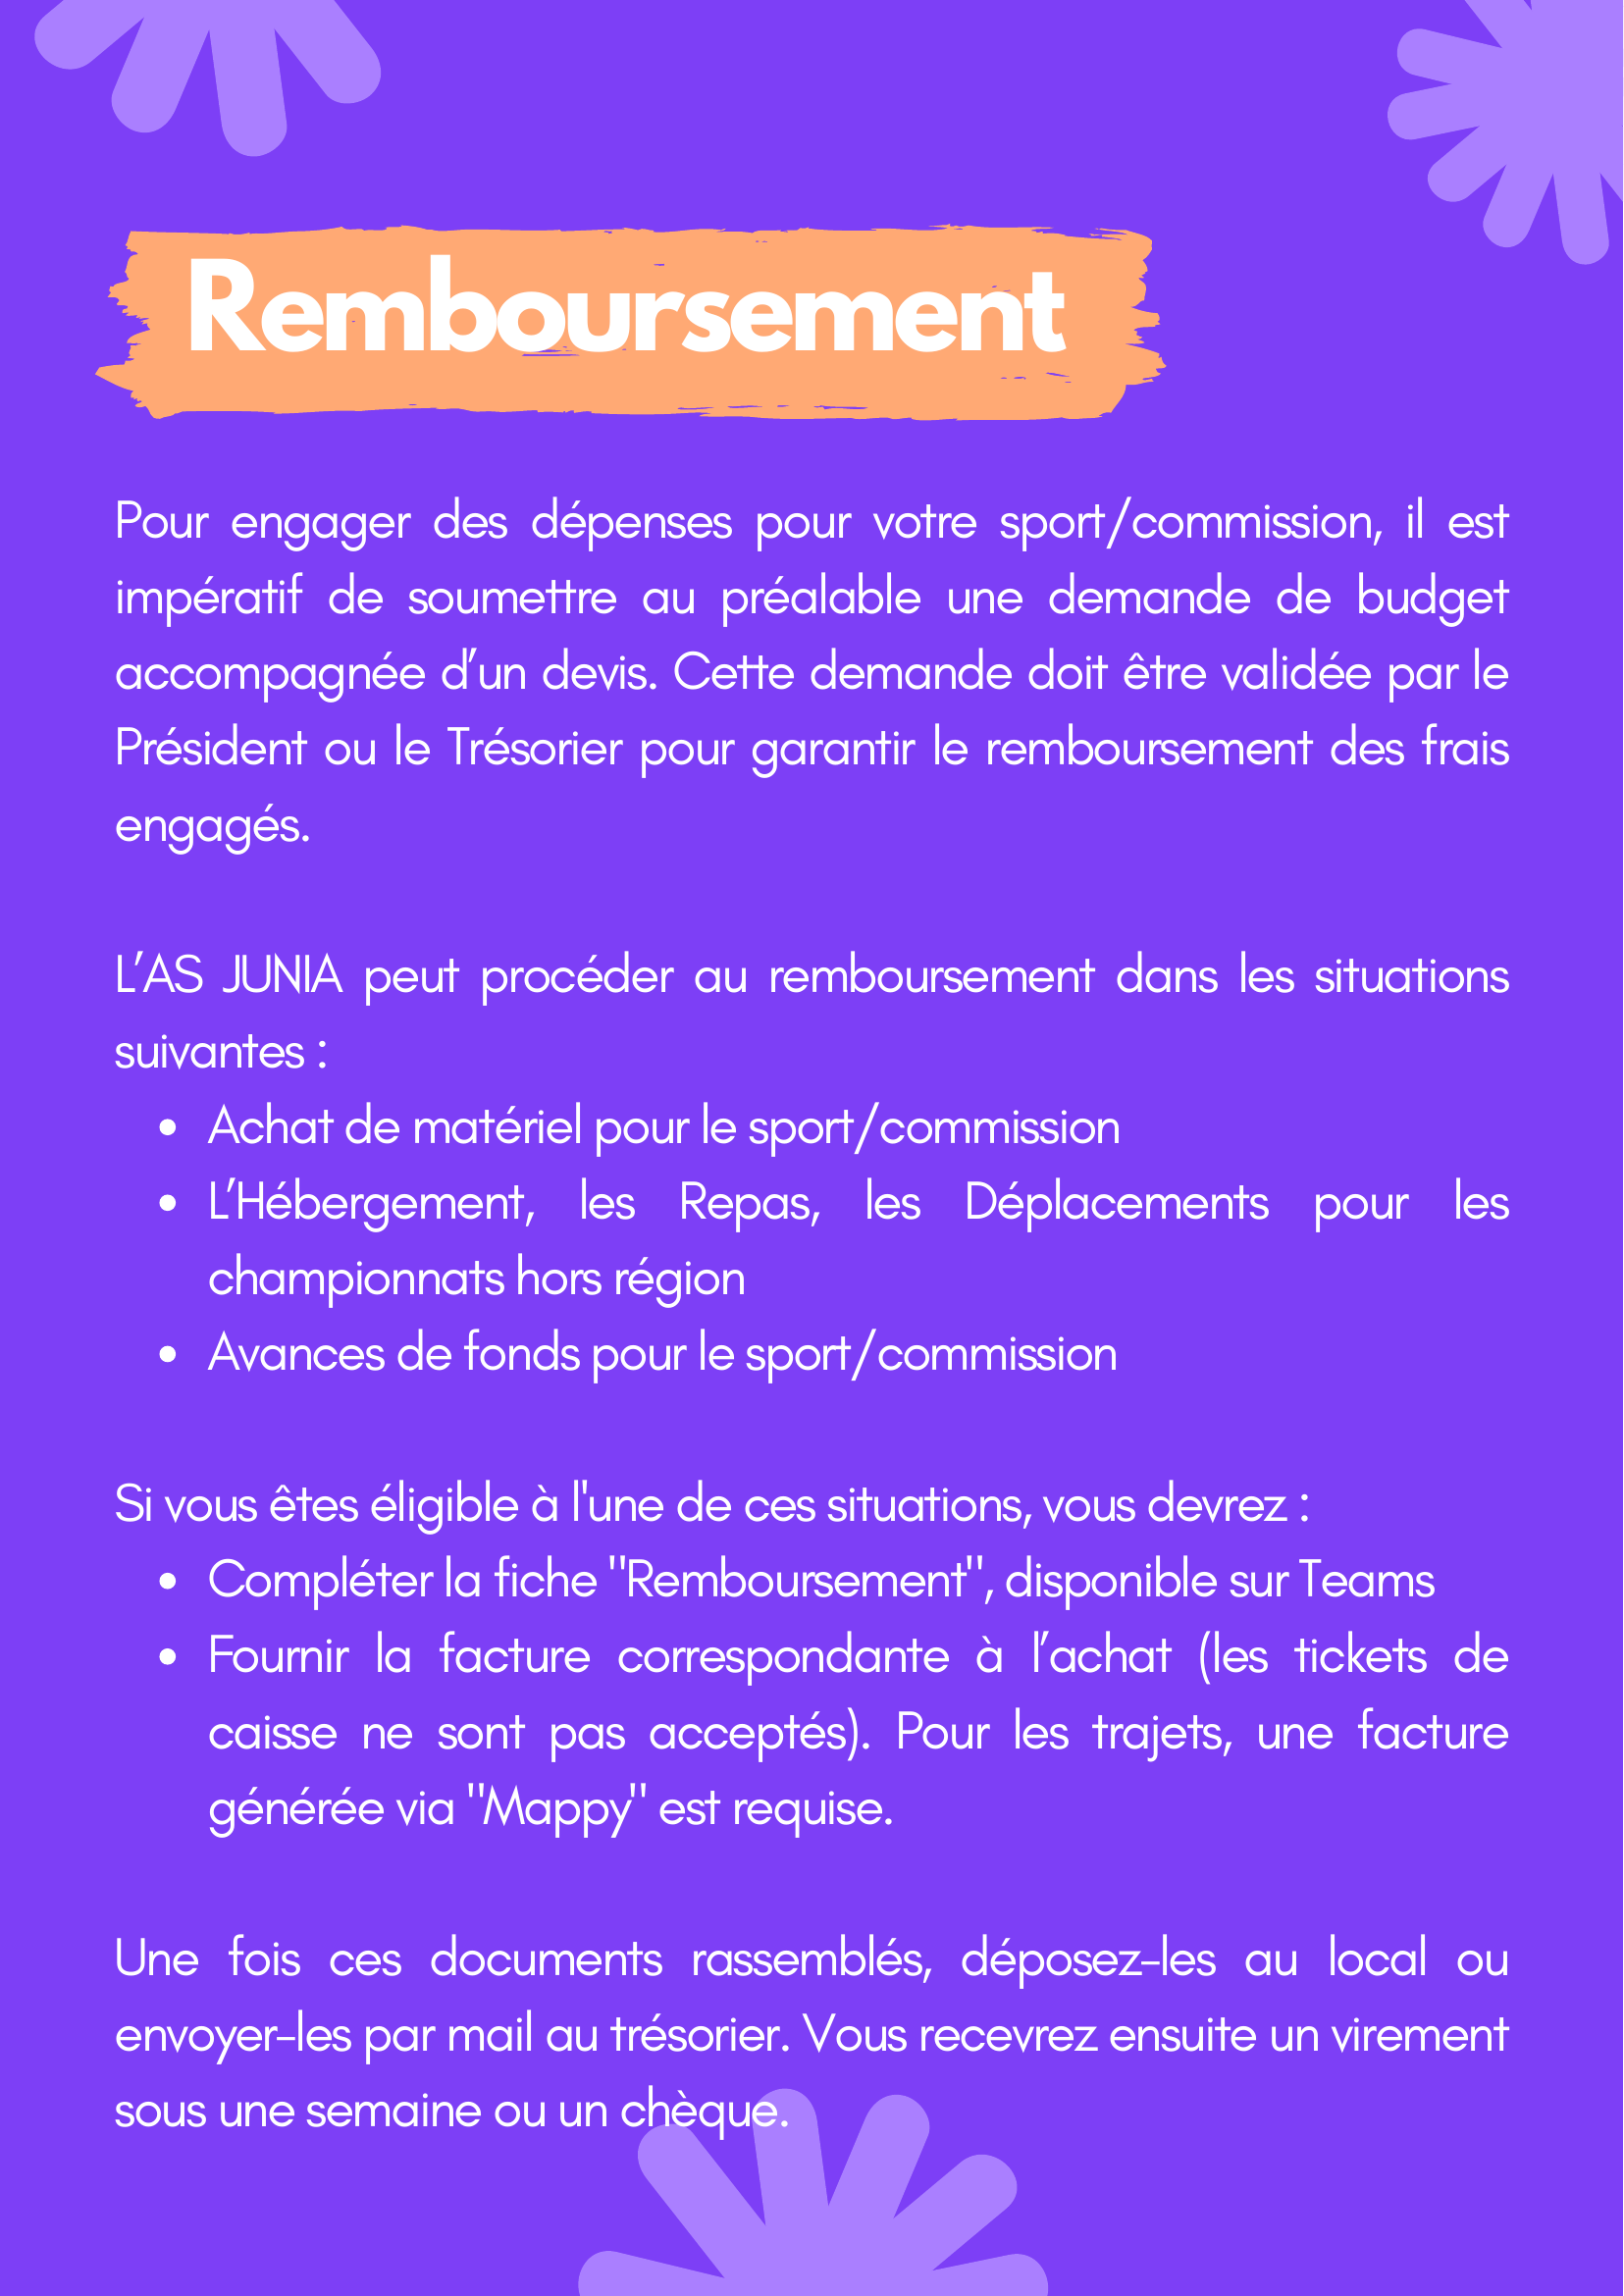 Remboursement
Pour engager des dépenses pour votre sport/commission, il est
impératif de soumettre au préalable une demande de budget
accompagnée d’un devis. Cette demande doit être validée par le
Président ou le Trésorier pour garantir le remboursement des frais
engagés.
L’AS JUNIA peut procéder au remboursement dans les situations
suivantes :
• Achat de matériel pour le sport/commission
• L’Hébergement, les Repas, les Déplacements pour les
championnats hors région
• Avances de fonds pour le sport/commission
Si vous êtes éligible à l'une de ces situations, vous devrez :
• Compléter la fiche "Remboursement", disponible sur Teams
• Fournir la facture correspondante à l’achat (les tickets de
caisse ne sont pas acceptés). Pour les trajets, une facture
générée via "Mappy" est requise.
Une fois ces documents rassemblés, déposez-les au local ou
envoyer-les par mail au trésorier. Vous recevrez ensuite un virement
sous une semaine ou un chèque.